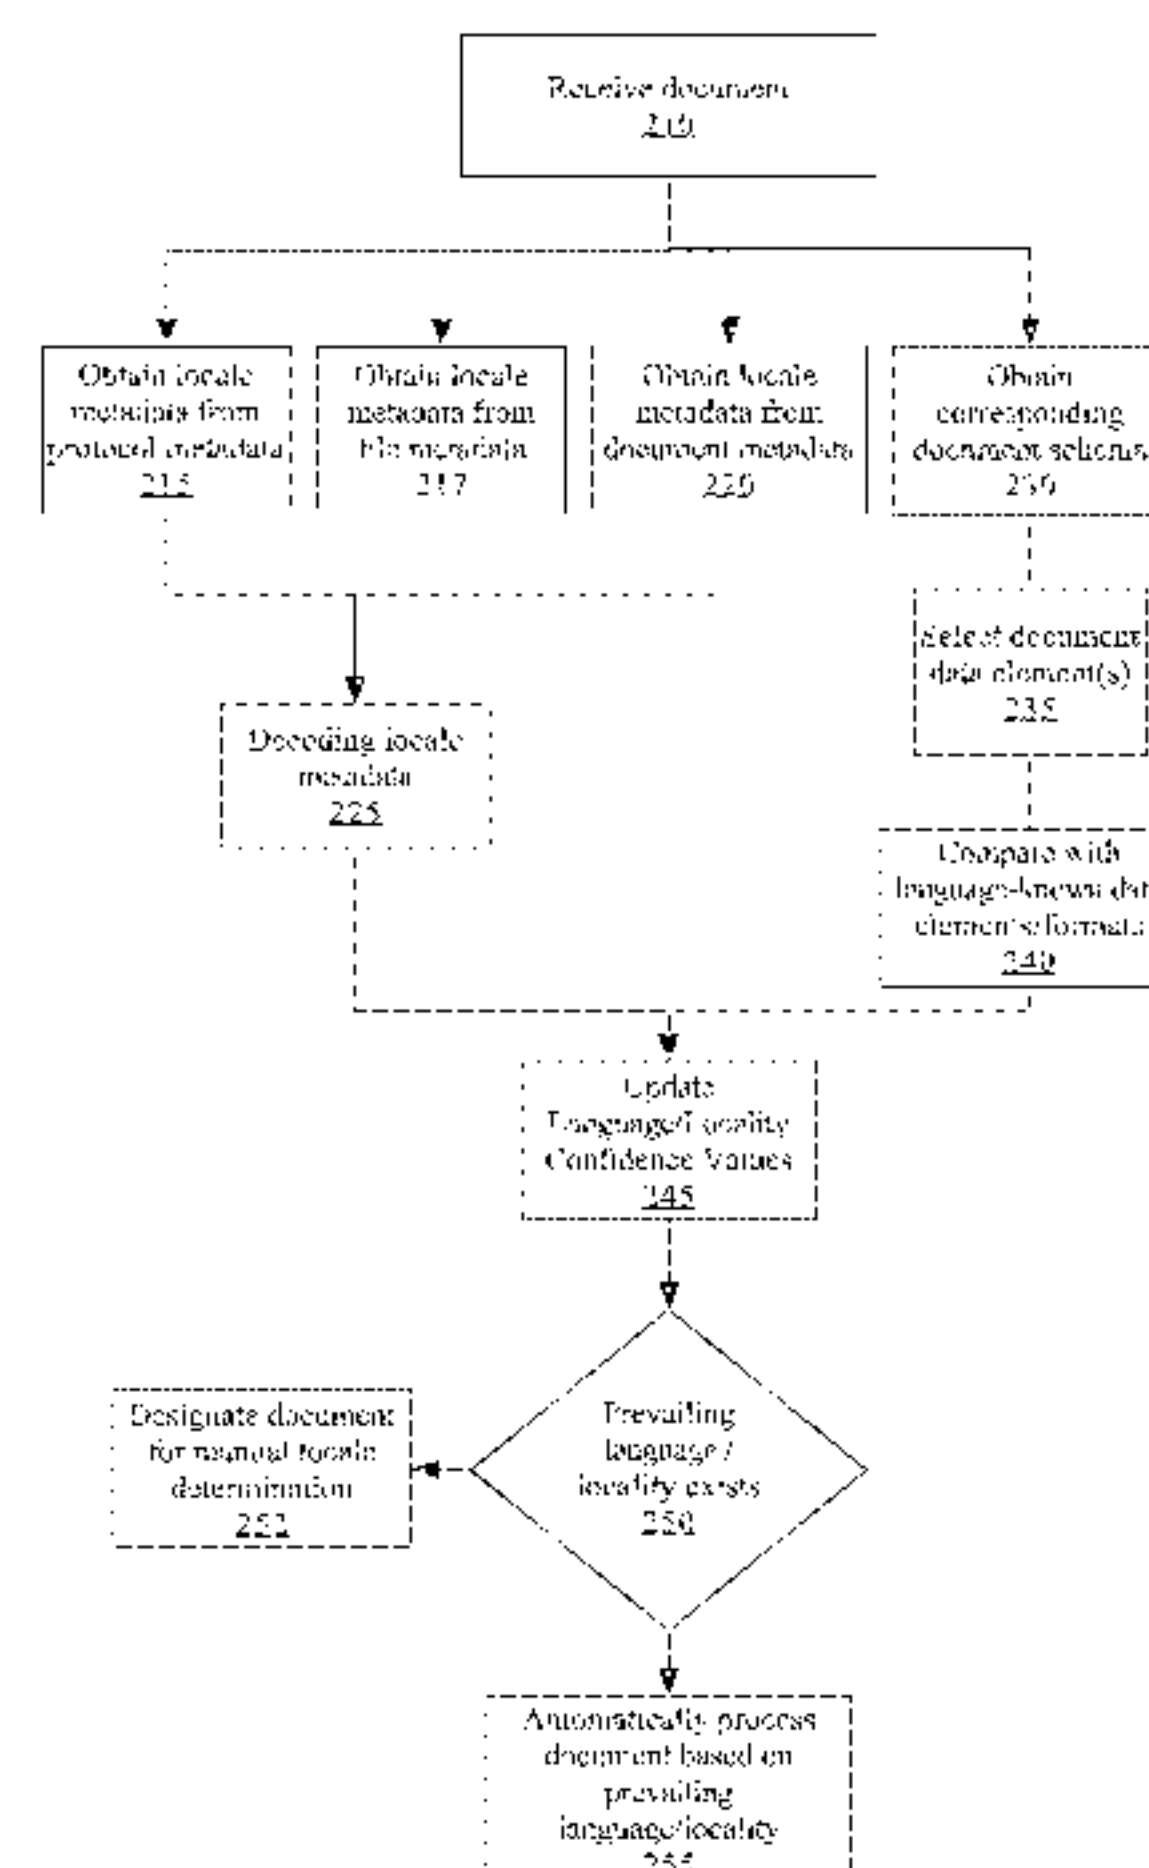 Receive document
210
Obtain locale
metadata from
protocol metadata
215
Obtain locale
metadata from
file metadata
217
Obtain locale
metadata from
document metadata
220
Obtain
corresponding
document schema
230
Select document
data element(s)
235
Decoding locale
metadata
225
Compare with
language-known
elements/formats
240
Update
Language/Locality
Confidence Values
245
Prevailing
language /
locality exists
250
Designate document
for manual locale
determination
252
Automatically process
document based on
prevailing
language/locality
255